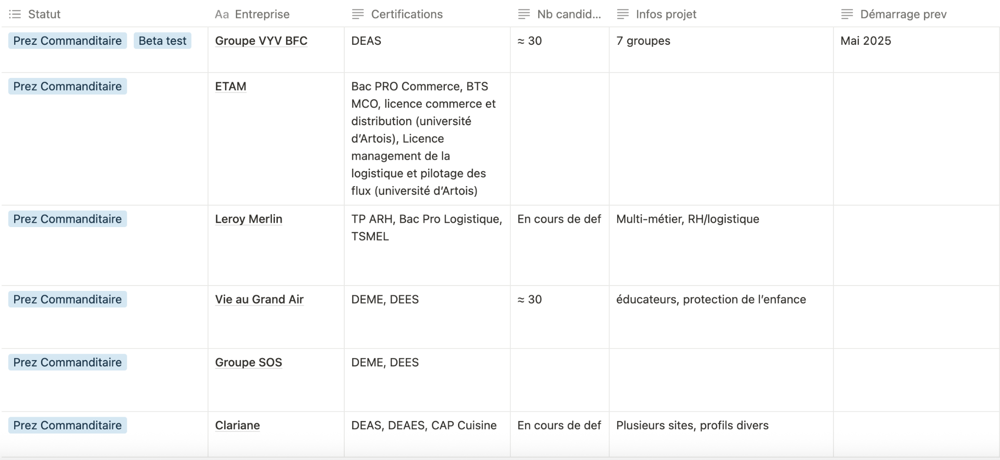 Statut Entreprise Certifications Nb candid... Infos projet Démarrage prev
Prez Commanditaire Beta test Groupe VYV BFC DEAS ≈ 30 7 groupes Mai 2025
Prez Commanditaire ETAM Bac PRO Commerce, BTS
MCO, licence commerce et
distribution (université
d’Artois), Licence
management de la
logistique et pilotage des
flux (université d’Artois)
Prez Commanditaire Leroy Merlin TP ARH, Bac Pro Logistique, En cours de def Multi-métier, RH/logistique
TSMEL
Prez Commanditaire Vie au Grand Air DEME, DEES ≈ 30 éducateurs, protection de l’enfance
Prez Commanditaire Groupe SOS DEME, DEES
Prez Commanditaire Clariane DEAS, DEAES, CAP Cuisine En cours de def Plusieurs sites, profils divers